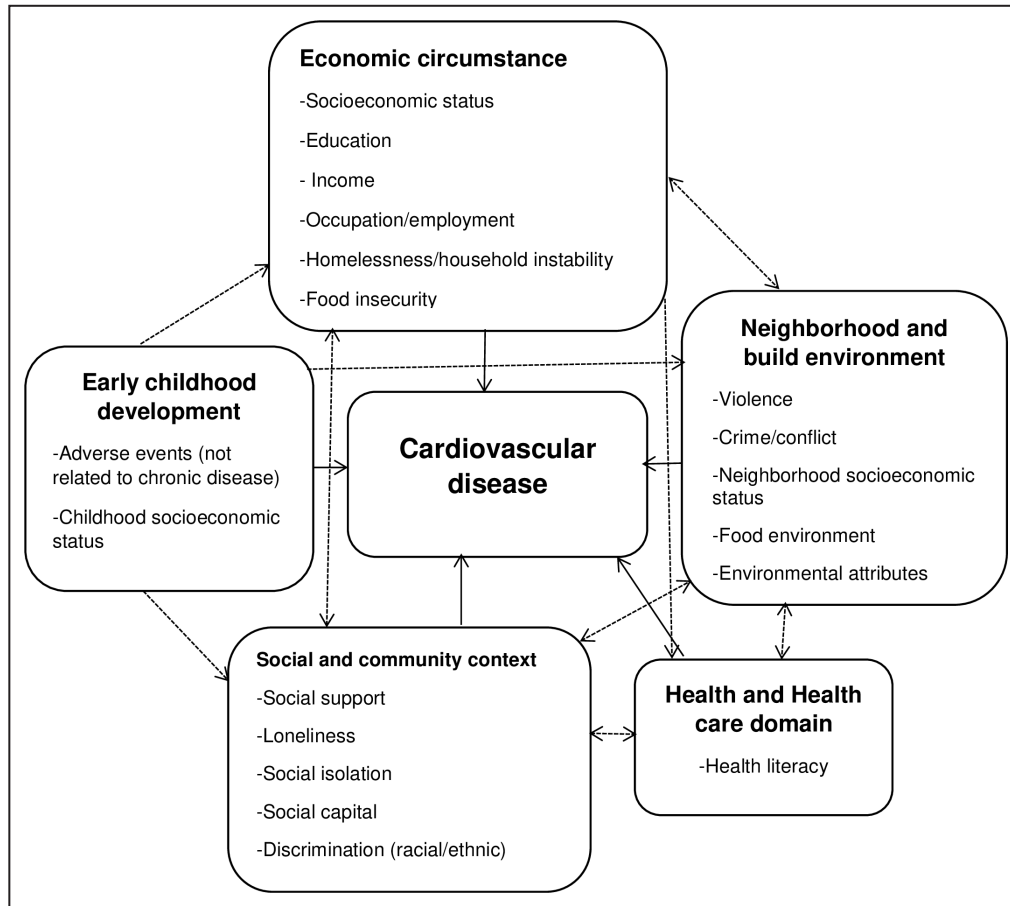 Economic circumstance
-Socioeconomic status
-Education
- Income
-Occupation/employment
-Homelessness/household instability
-Food insecurity
Early childhood
development
-Adverse events (not
related to chronic disease)
-Childhood socioeconomic
status
Cardiovascular
disease
Neighborhood and
build environment
-Violence
-Crime/conflict
-Neighborhood socioeconomic
status
-Food environment
-Environmental attributes
Social and community context
-Social support
-Loneliness
-Social isolation
-Social capital
-Discrimination (racial/ethnic)
Health and Health
care domain
-Health literacy